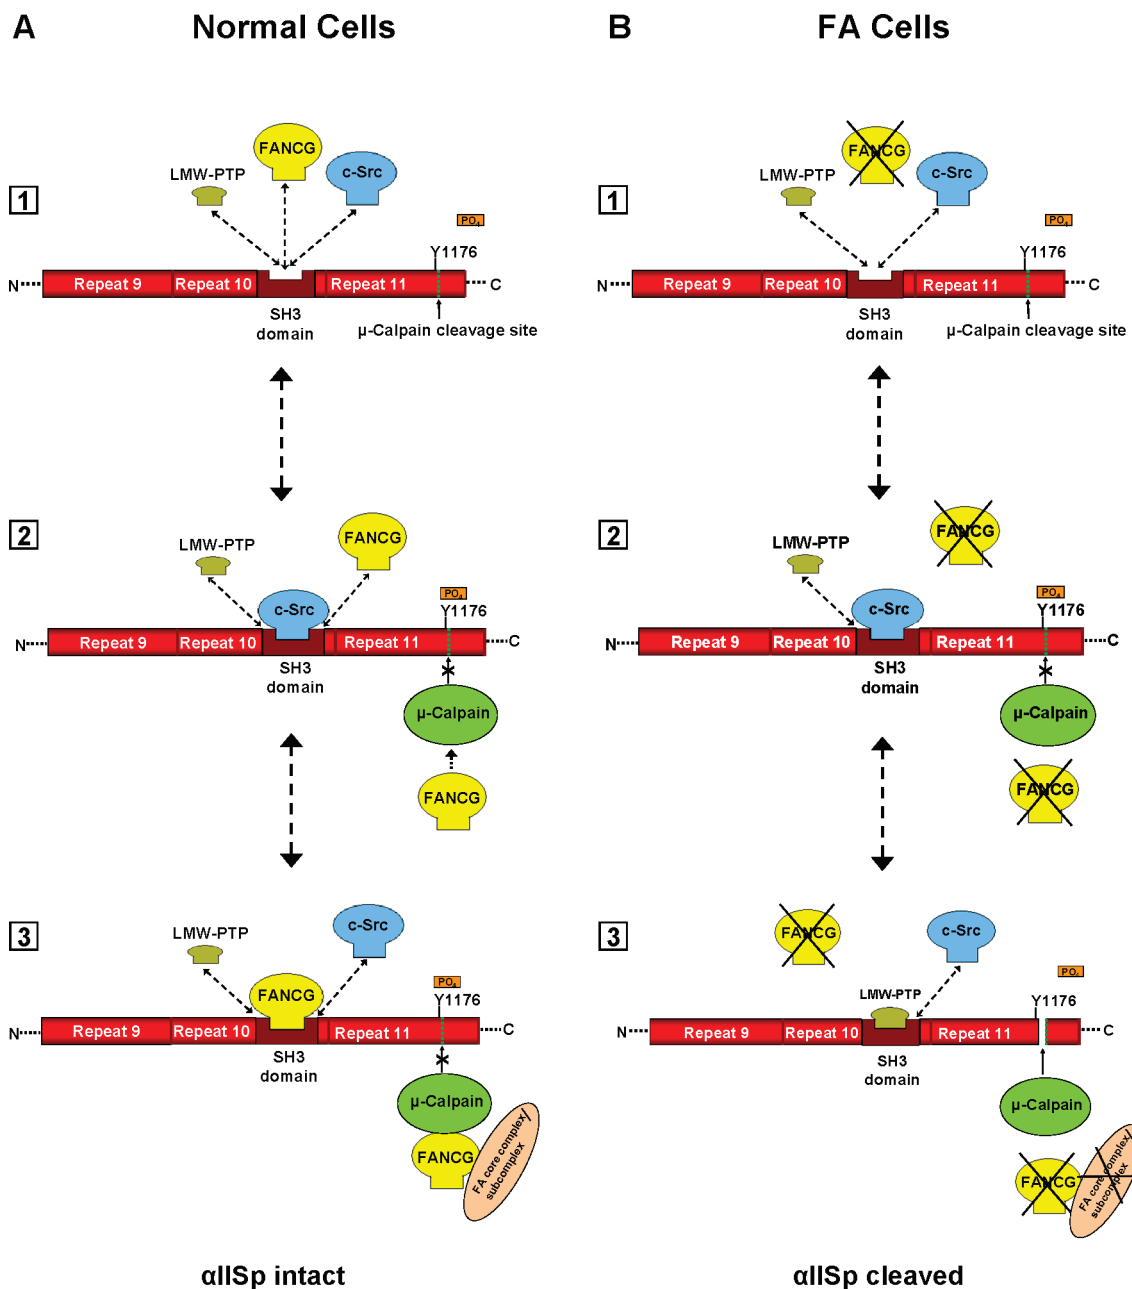 A Normal Cells
FANCG
LMW-PTP
c-Src
1
PO4
Y1176
N Repeat 9 Repeat 10 Repeat 11 C
SH3
domain
µ-Calpain cleavage site
2
LMW-PTP
FANCG
c-Src
PO4
Y1176
N Repeat 9 Repeat 10 Repeat 11 C
SH3
domain
µ-Calpain
FANCG
3
LMW-PTP
c-Src
FANCG
PO4
Y1176
N Repeat 9 Repeat 10 Repeat 11 C
SH3
domain
µ-Calpain
FANCG
FA core complex/
subcomplex
αIISp intact
B FA Cells
FANCG
LMW-PTP
c-Src
1
PO4
Y1176
N Repeat 9 Repeat 10 Repeat 11 C
SH3
domain
µ-Calpain cleavage site
2
FANCG
LMW-PTP
c-Src
PO4
Y1176
N Repeat 9 Repeat 10 Repeat 11 C
SH3
domain
µ-Calpain
FANCG
3
FANCG
c-Src
LMW-PTP
PO4
Y1176
N Repeat 9 Repeat 10 Repeat 11 C
SH3
domain
µ-Calpain
FANCG
FA core complex/
subcomplex
αIISp cleaved